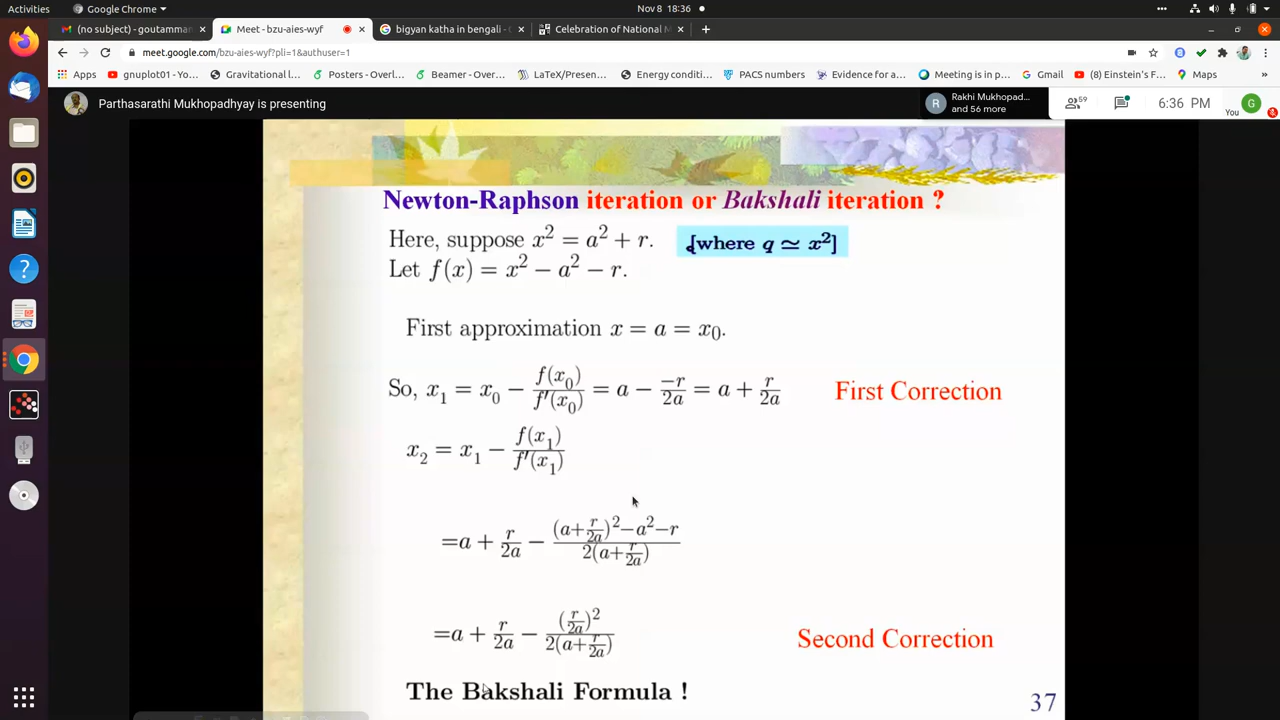 Activities
Google Chrome
Nov 8 18:36
(no subject) - goutamman
Meet - bzu-aies-wyf
bigyan katha in bengali -
Celebration of National M
meet.google.com/bzu-aies-wyf?pli=1&authuser=1
Apps
gnuplot01 - Yo...
Gravitational l...
Posters - Overl...
Beamer - Over...
LaTeX/Presen...
Energy conditi...
PACS numbers
Evidence for a...
Meeting is in p...
Gmail
(8) Einstein's F...
Maps
»
Parthasarathi Mukhopadhyay is presenting
R
Rakhi Mukhopad...
and 56 more
59
6:36 PM
G
You
Newton-Raphson iteration or Bakshali iteration ?
Here, suppose x² = a² + r. [where q ≃ x²]
Let f(x) = x² − a² − r.
First approximation x = a = x₀.
So, x₁ = x₀ − f(x₀)/f′(x₀) = a − −r/2a = a + r/2a First Correction
x₂ = x₁ − f(x₁)/f′(x₁)
=a + r/2a − ((a+r/2a)²−a²−r)/(2(a+r/2a))
=a + r/2a − (r/2a)²/(2(a+r/2a)) Second Correction
The Bakshali Formula !
37